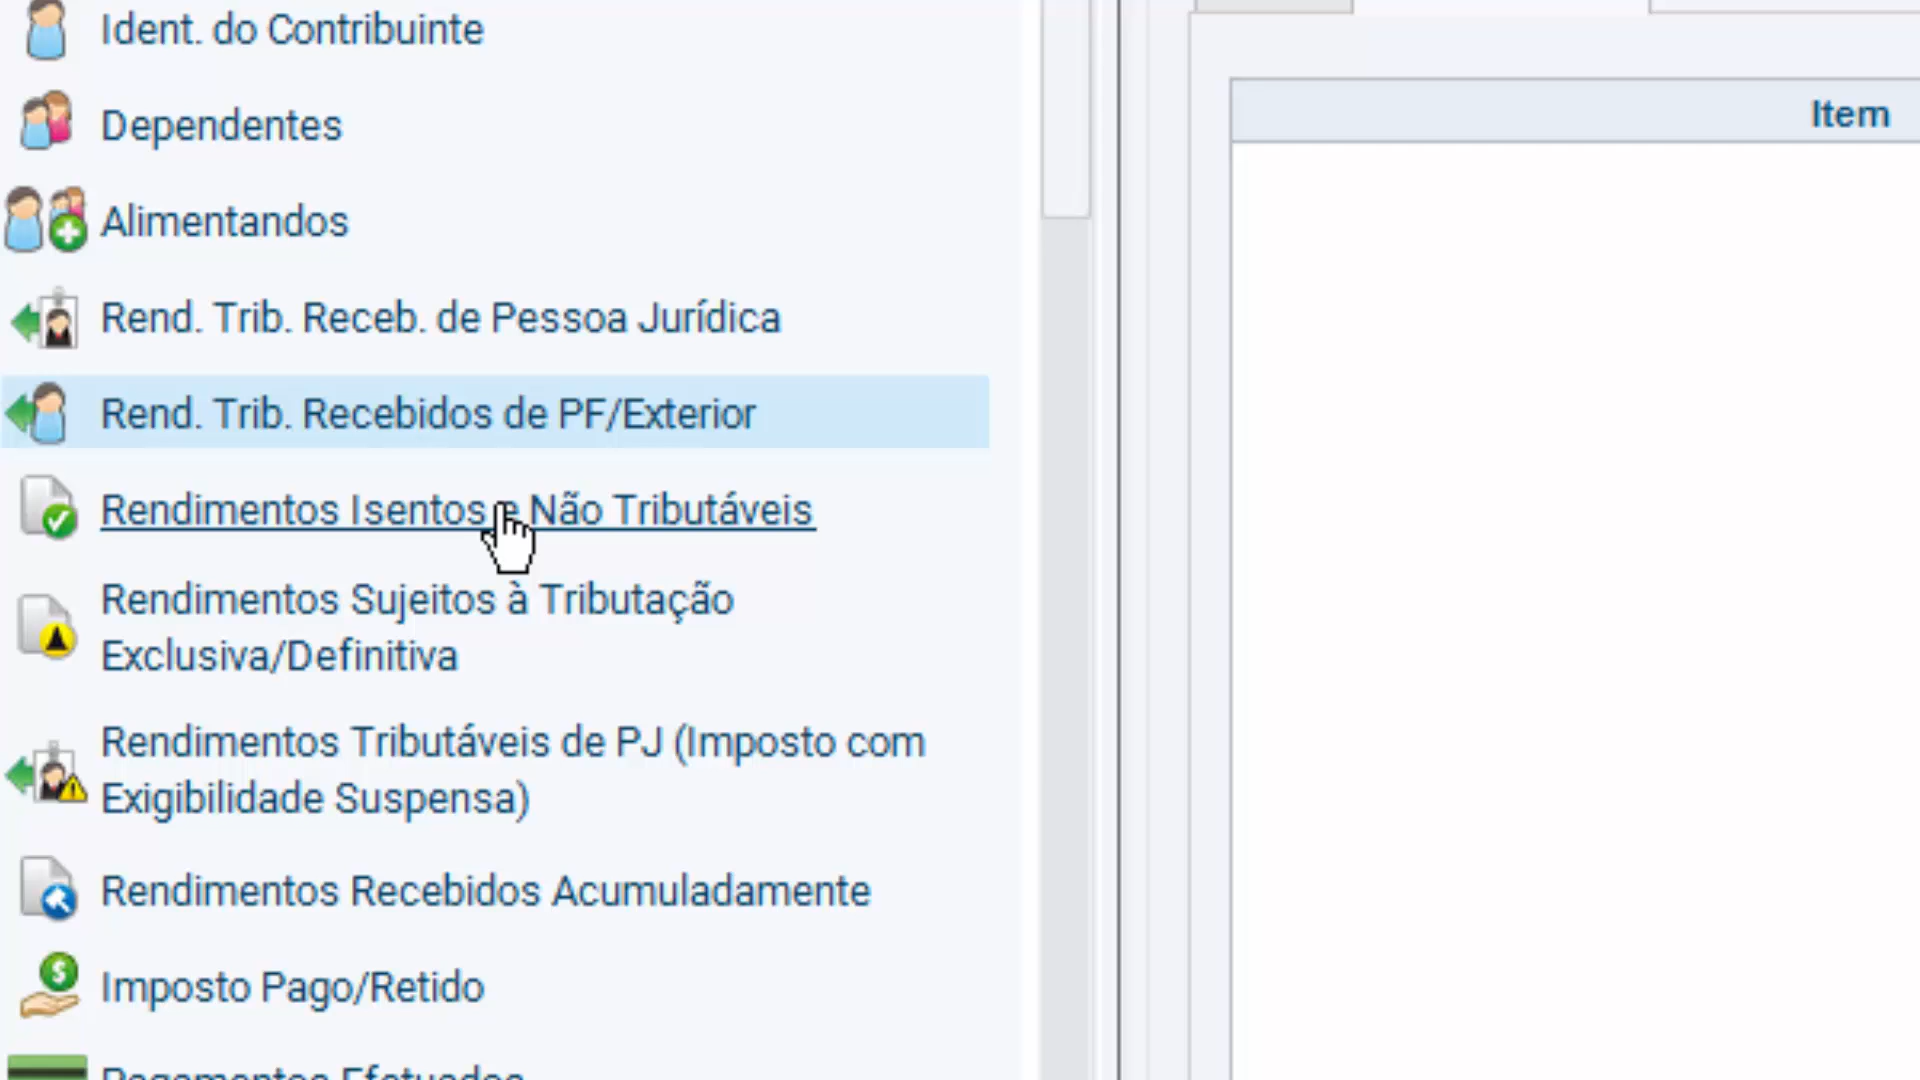 Ident. do Contribuinte
Item
Dependentes
Alimentandos
Rend. Trib. Receb. de Pessoa Jurídica
Rend. Trib. Recebidos de PF/Exterior
Rendimentos Isentos e Não Tributáveis
Rendimentos Sujeitos à Tributação
Exclusiva/Definitiva
Rendimentos Tributáveis de PJ (Imposto com
Exigibilidade Suspensa)
Rendimentos Recebidos Acumuladamente
Imposto Pago/Retido
Pagamentos Efetuados